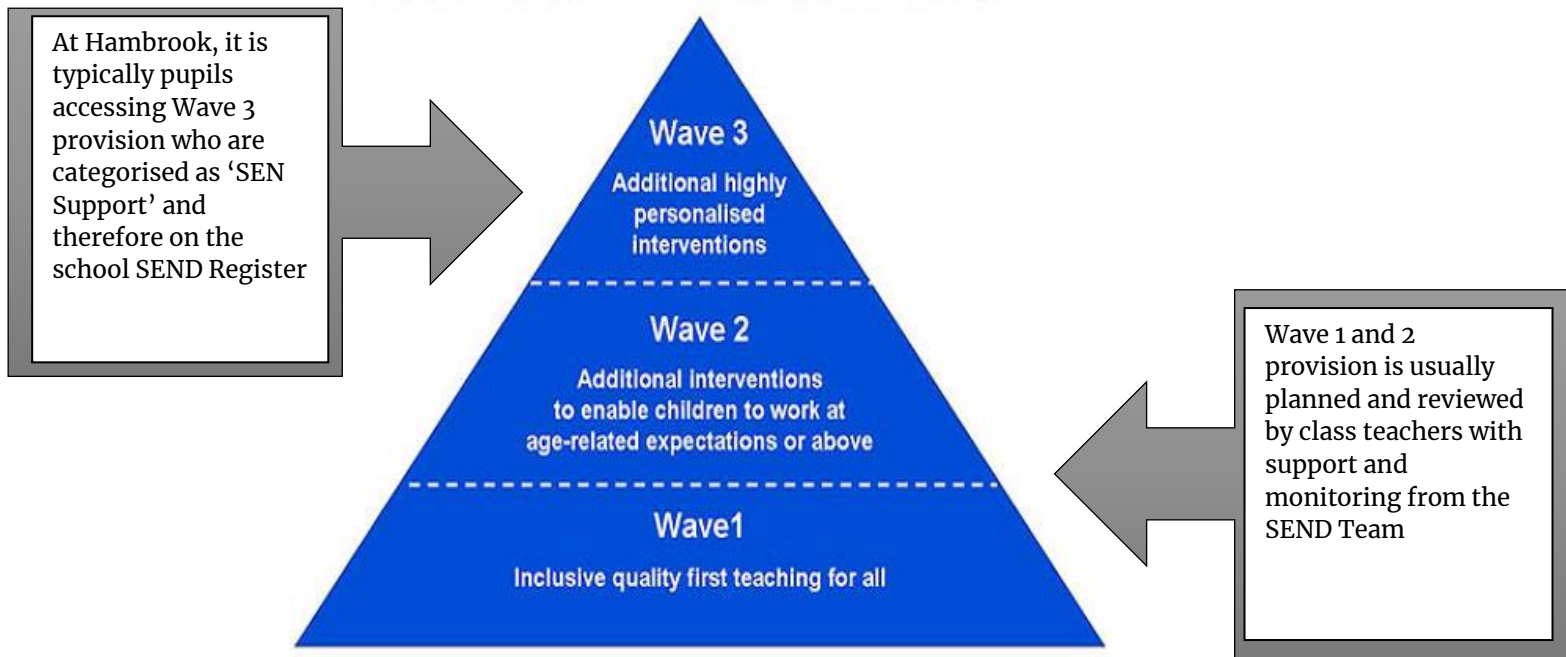 At Hambrook, it is
typically pupils
accessing Wave 3
provision who are
categorised as ‘SEN
Support’ and
therefore on the
school SEND Register
Wave 3
Additional highly
personalised
interventions
Wave 2
Additional interventions
to enable children to work at
age-related expectations or above
Wave1
Inclusive quality first teaching for all
Wave 1 and 2
provision is usually
planned and reviewed
by class teachers with
support and
monitoring from the
SEND Team